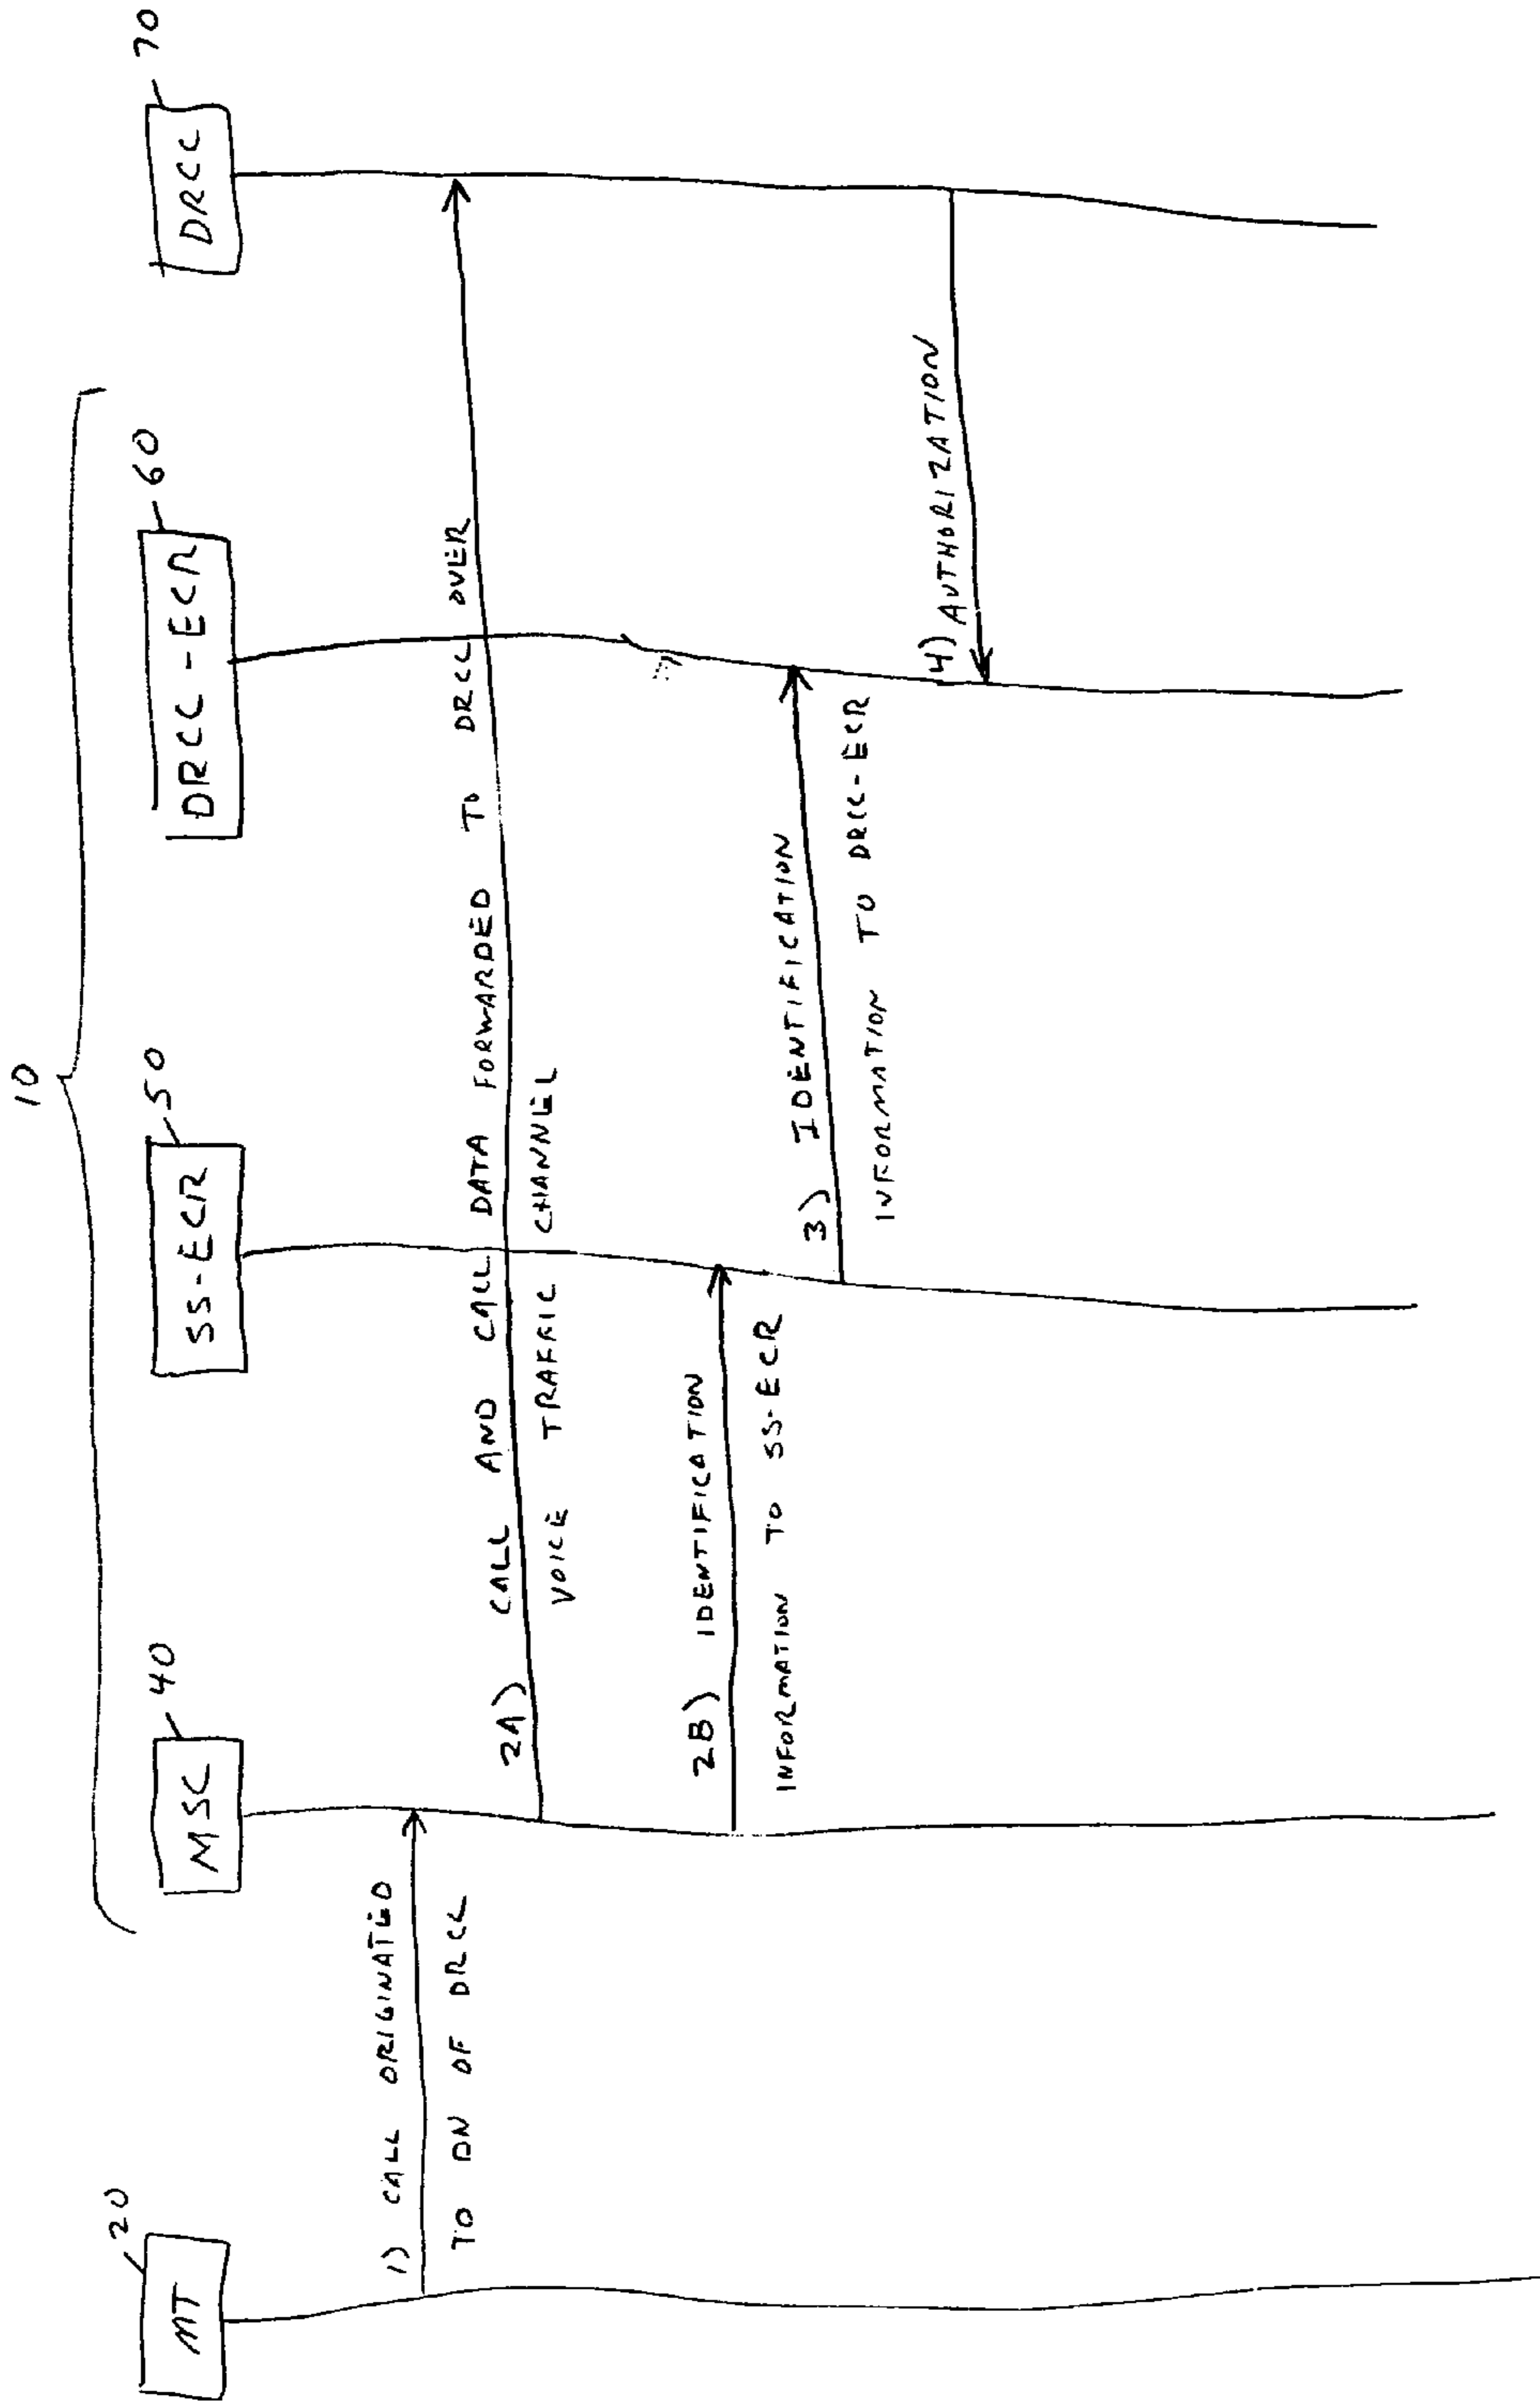 10
20
40
50
60
70
MT
MSC
SS-ECR
DRCC-ECR
DRCC
1) CALL ORIGINATED
TO DN OF DRCC
2A) CALL AND CALL DATA FORWARDED TO DRCC OVER
VOICE TRAFFIC CHANNEL
2B) IDENTIFICATION
INFORMATION TO SS-ECR
3) IDENTIFICATION
INFORMATION TO DRCC-ECR
4) AUTHORIZATION